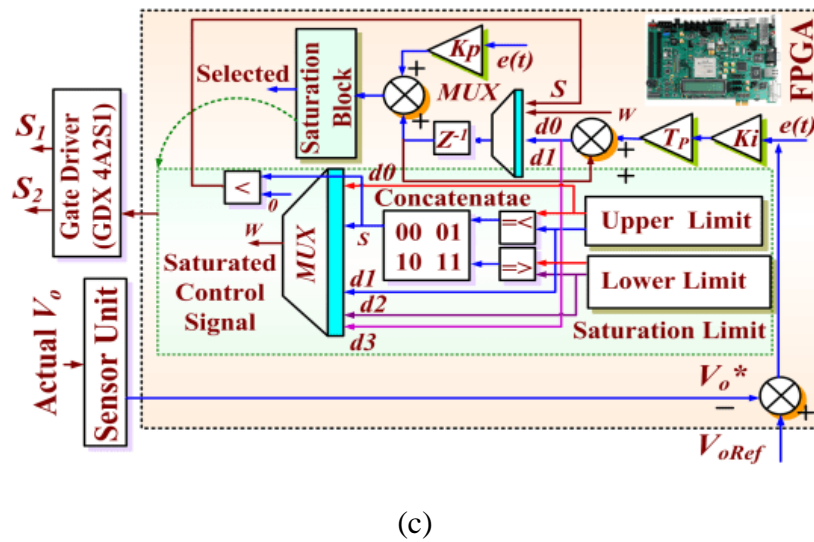 Kp
e(t)
FPGA
Selected
Saturation
Block
+
MUX
S
W
+
Z⁻¹
d0
d1
+
+
Tp
Ki
e(t)
S1
S2
Gate Driver
(GDX 4A2S1)
<
0
d0
Concatenatae
00 01
10 11
=<
=>
Upper Limit
Lower Limit
W
MUX
s
d1
d2
d3
Saturated
Control
Signal
Saturation Limit
Actual Vo
Sensor Unit
Vo*
−
+
VoRef
(c)